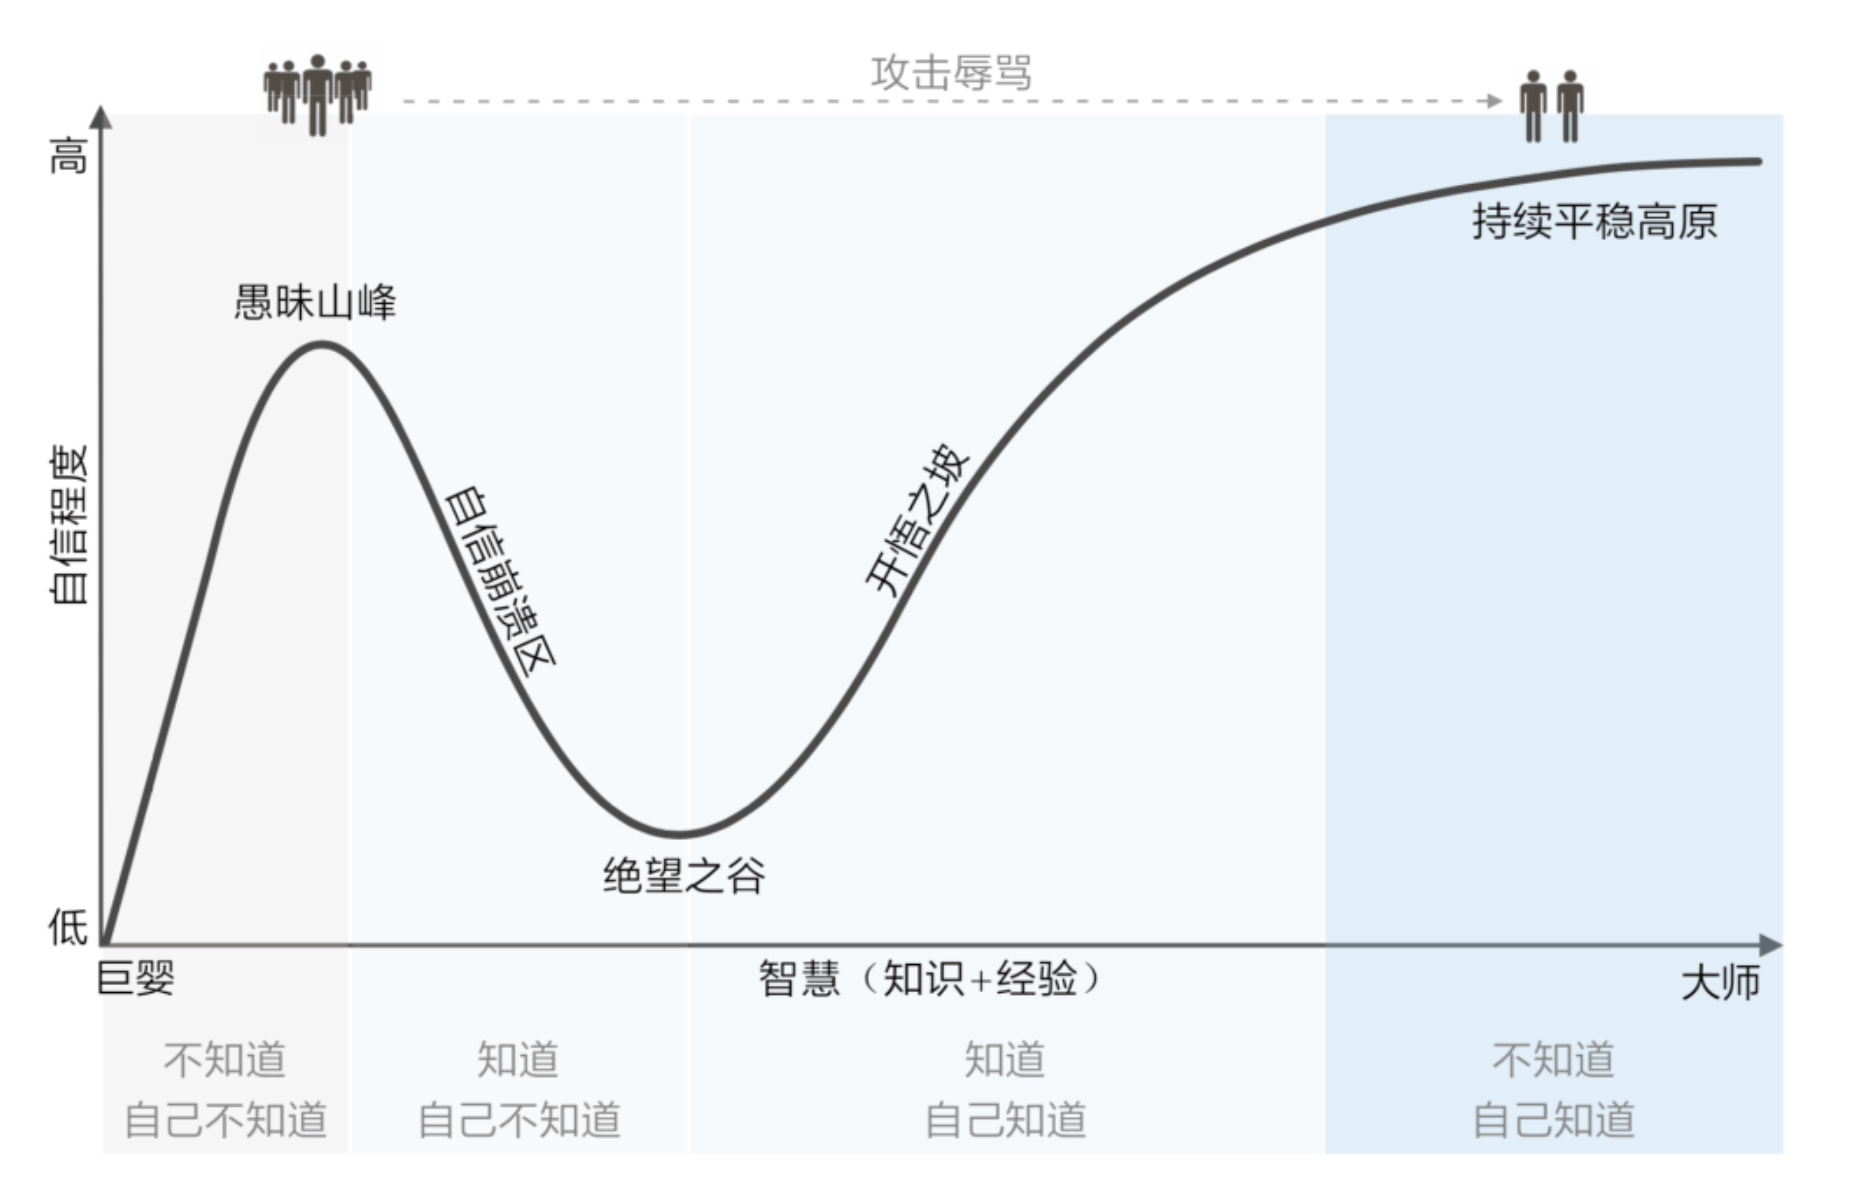 攻击辱骂
高
愚昧山峰
持续平稳高原
自信程度
自信崩溃区
开悟之坡
绝望之谷
低
巨婴
智慧（知识+经验）
大师
不知道
自己不知道
知道
自己不知道
知道
自己知道
不知道
自己知道